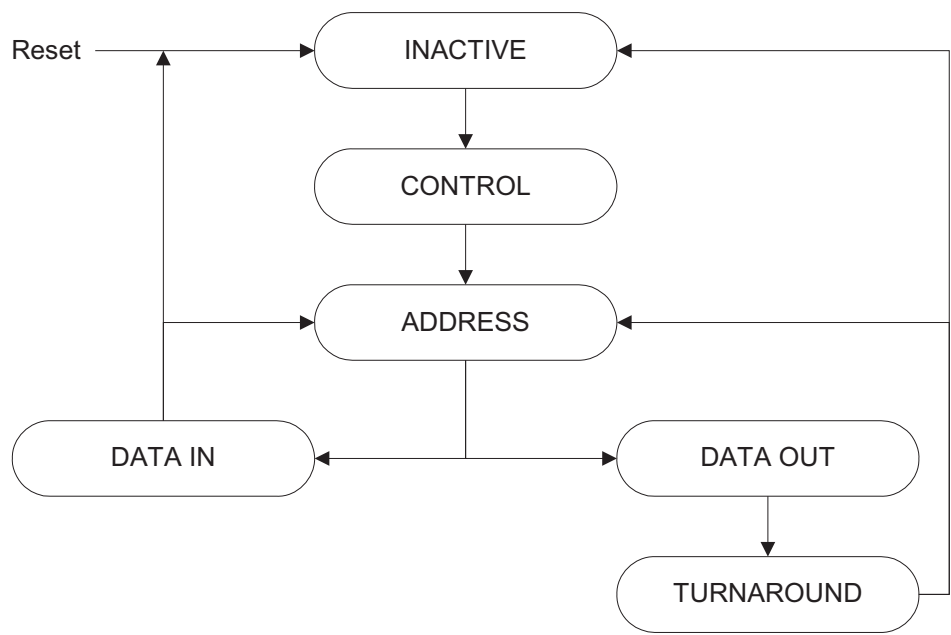 Reset
INACTIVE
CONTROL
ADDRESS
DATA IN
DATA OUT
TURNAROUND